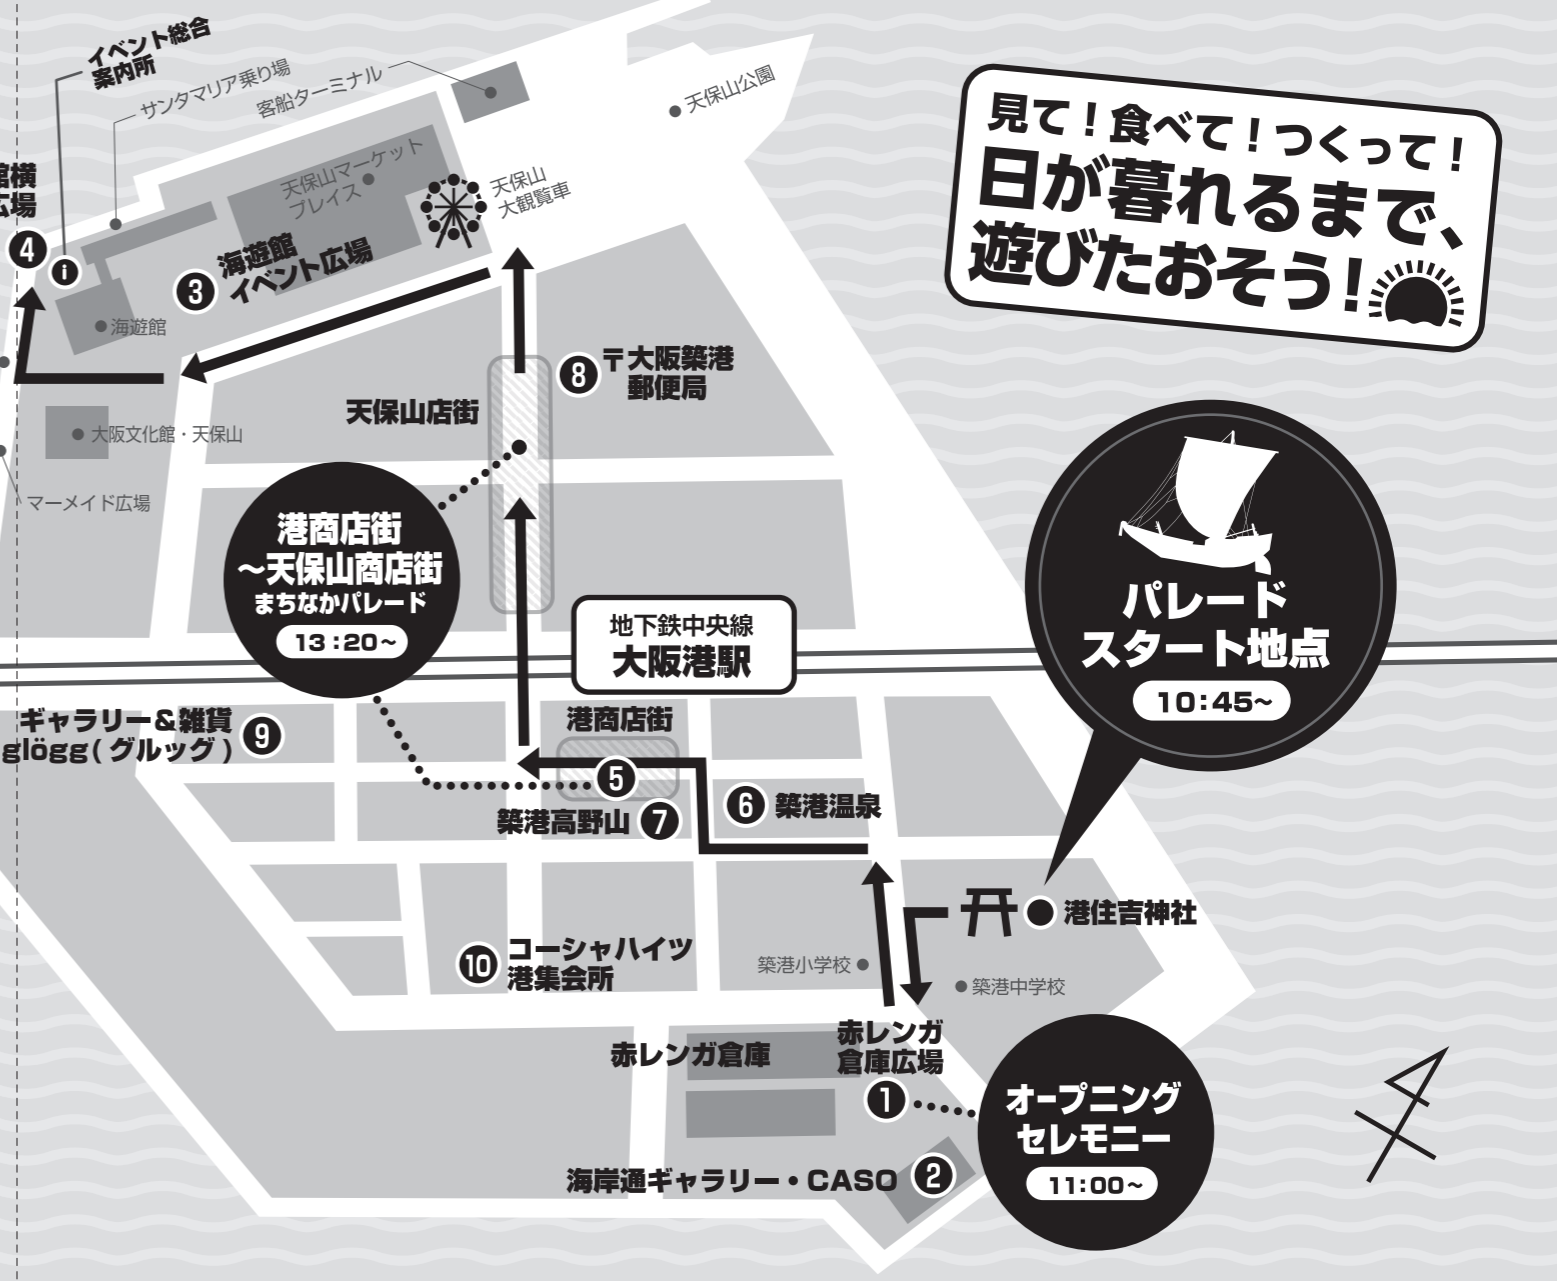 イベント総合
案内所
サンタマリア乗り場
客船ターミナル
天保山公園
見て！食べて！つくって！
日が暮れるまで、
遊びたおそう！
天保山マーケット
プレイス
天保山
大観覧車
館横
広場
4
i
3
海遊館
イベント広場
海遊館
8
〒大阪築港
郵便局
天保山店街
大阪文化館・天保山
マーメイド広場
港商店街
～天保山商店街
まちなかパレード
13：20～
パレード
スタート地点
10：45～
地下鉄中央線
大阪港駅
港商店街
ギャラリー＆雑貨
glögg(グルッグ)
9
5
築港高野山
7
6
築港温泉
港住吉神社
10
コーシャハイツ
港集会所
築港小学校
築港中学校
赤レンガ倉庫
赤レンガ
倉庫広場
1
オープニング
セレモニー
11：00～
海岸通ギャラリー・CASO
2